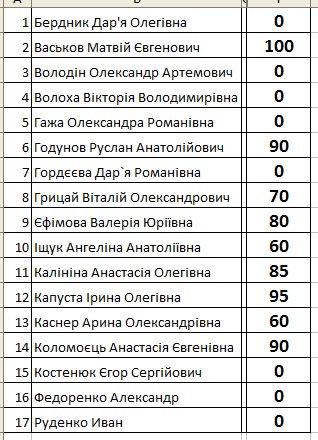 1 Бердник Дар'я Олегівна 0
2 Васьков Матвій Євгенович 100
3 Володін Олександр Артемович 0
4 Волоха Вікторія Володимирівна 0
5 Гажа Олександра Романівна 0
6 Годунов Руслан Анатолійович 90
7 Гордєєва Дар`я Романівна 0
8 Грицай Віталій Олександрович 70
9 Єфімова Валерія Юріївна 80
10 Іщук Ангеліна Анатоліївна 60
11 Калініна Анастасія Олегівна 85
12 Капуста Ірина Олегівна 95
13 Каснер Арина Олександрівна 60
14 Коломоєць Анастасія Євгенівна 90
15 Костенюк Єгор Сергійович 0
16 Федоренко Александр 0
17 Руденко Иван 0